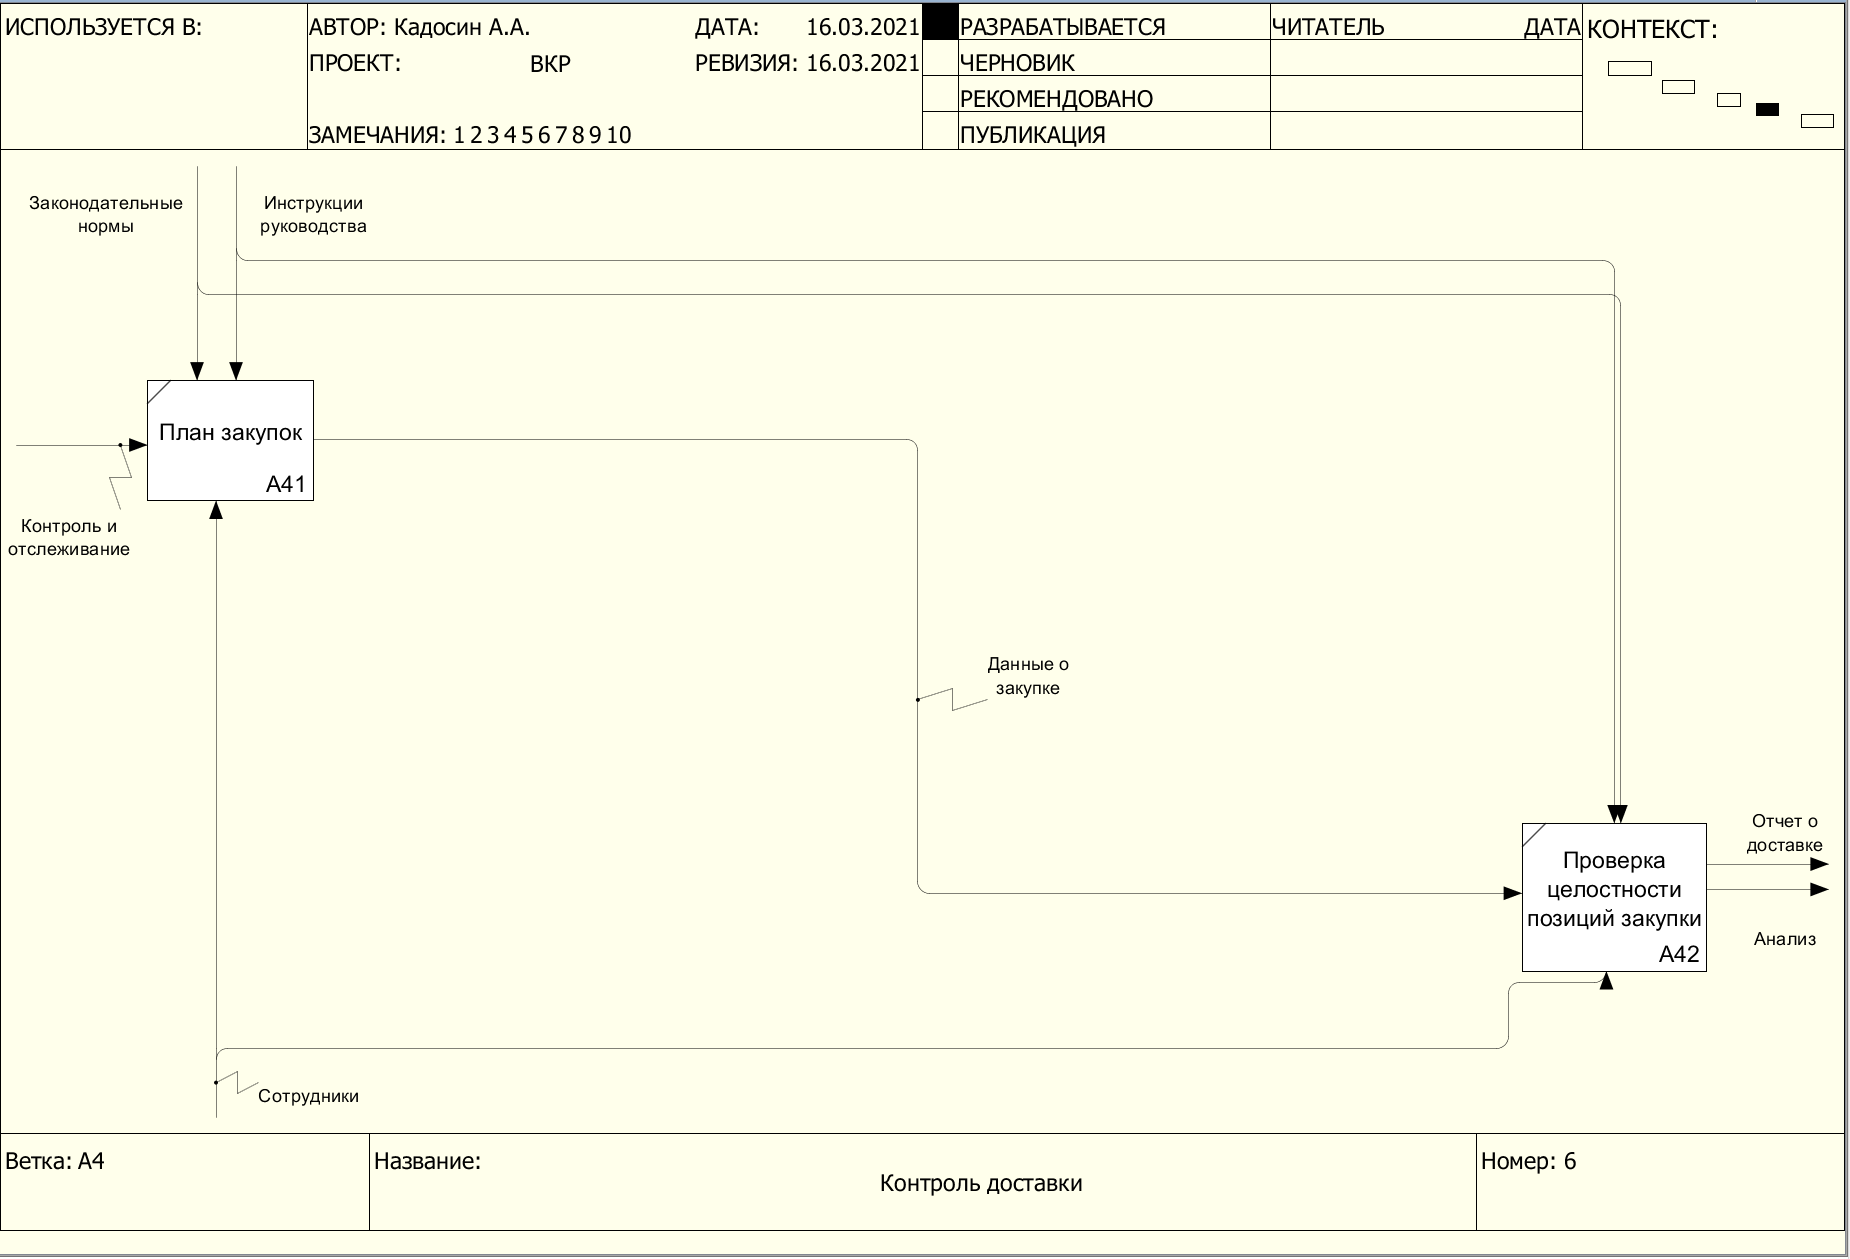 ИСПОЛЬЗУЕТСЯ В:
АВТОР: Кадосин А.А.
ДАТА: 16.03.2021
ПРОЕКТ: ВКР
РЕВИЗИЯ: 16.03.2021
ЗАМЕЧАНИЯ: 1 2 3 4 5 6 7 8 9 10
РАЗРАБАТЫВАЕТСЯ
ЧЕРНОВИК
РЕКОМЕНДОВАНО
ПУБЛИКАЦИЯ
ЧИТАТЕЛЬ ДАТА
КОНТЕКСТ:
Законодательные
нормы
Инструкции
руководства
План закупок
A41
Контроль и
отслеживание
Данные о
закупке
Проверка
целостности
позиций закупки
A42
Отчет о
доставке
Анализ
Сотрудники
Ветка: A4
Название:
Контроль доставки
Номер: 6